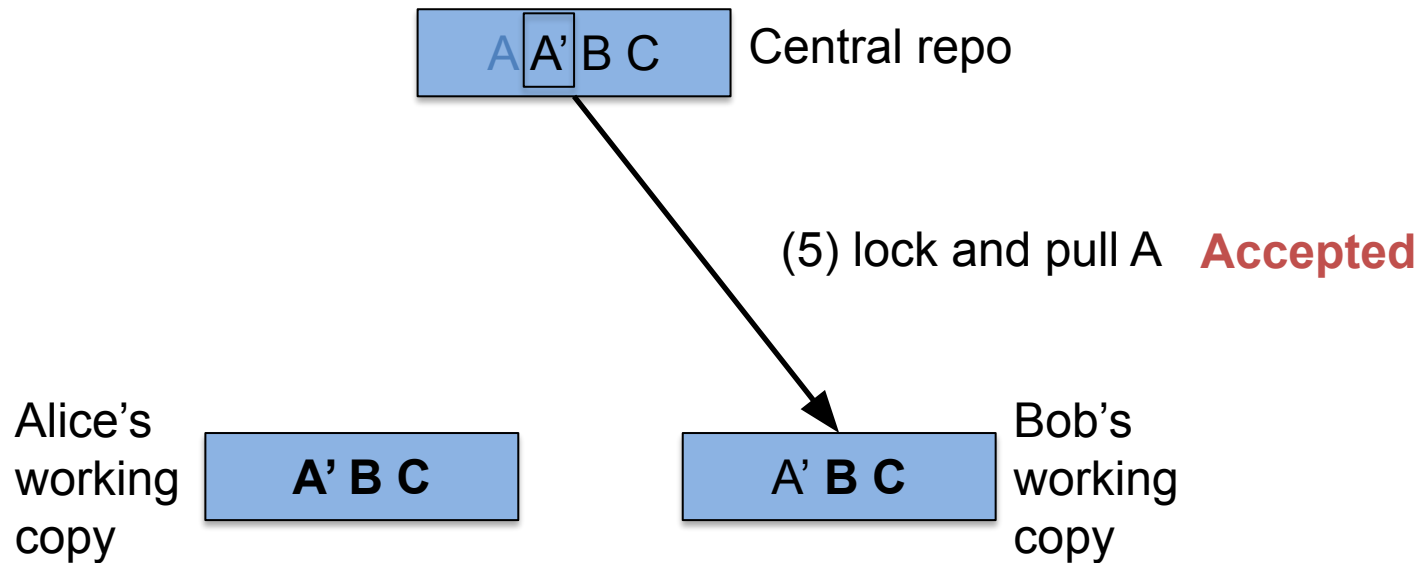 A A’ B C
Central repo
(5) lock and pull A Accepted
Alice’s
working
copy
A’ B C
A’ B C
Bob’s
working
copy